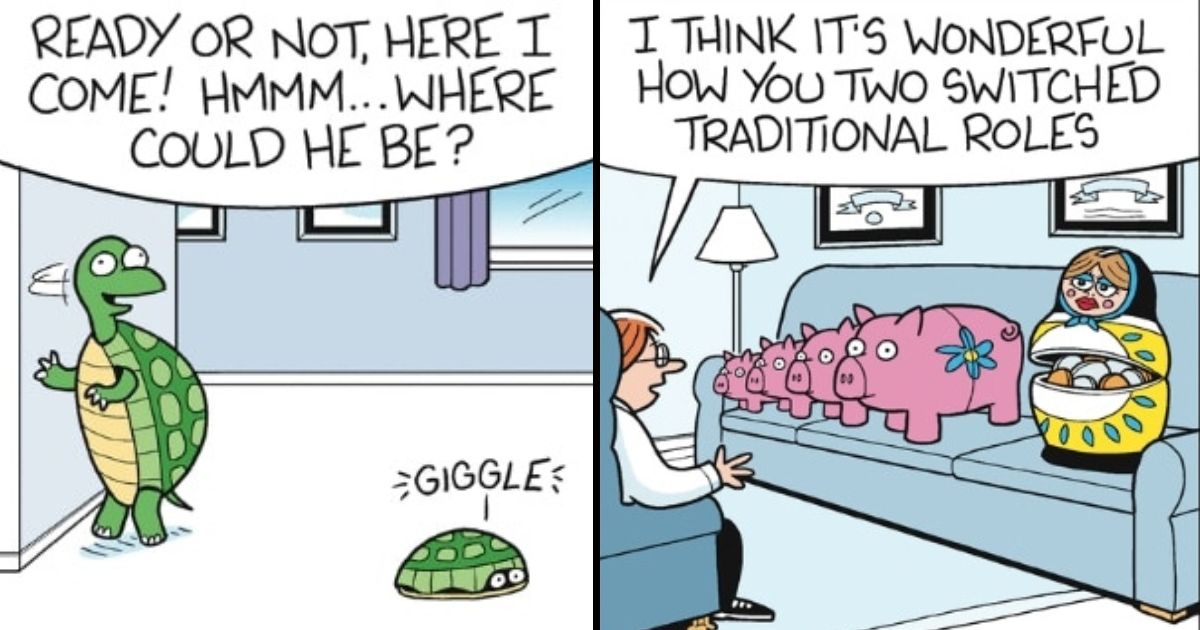 READY OR NOT, HERE I
COME! HMMM...WHERE
COULD HE BE?
GIGGLE
I THINK IT'S WONDERFUL
HOW YOU TWO SWITCHED
TRADITIONAL ROLES